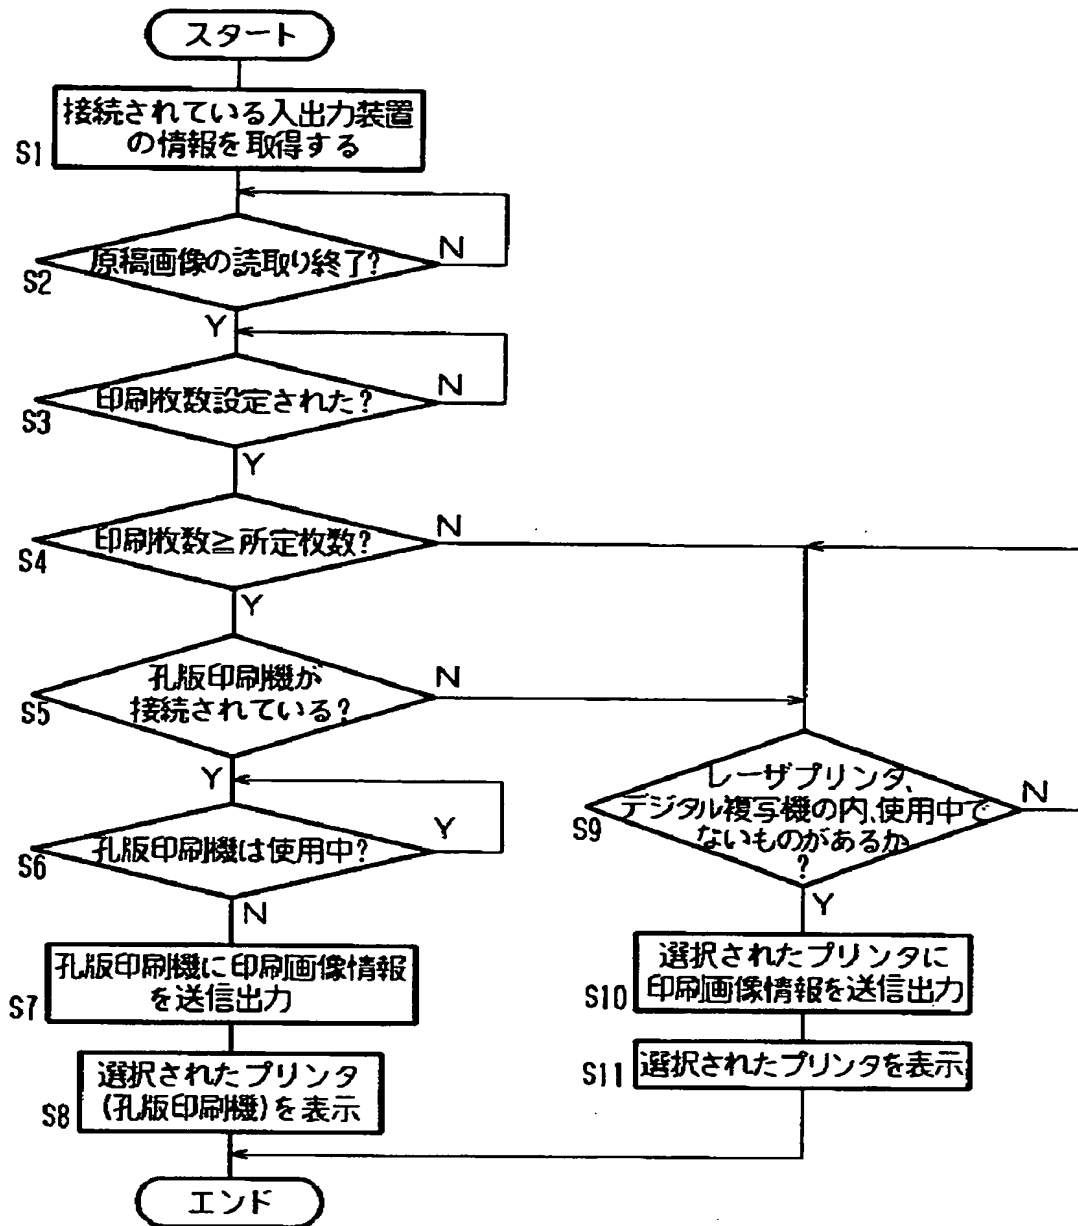 スタート
接続されている入出力装置
の情報を取得する
S1
原稿画像の読取り終了?
N
S2
Y
印刷枚数設定された?
N
S3
Y
印刷枚数≧所定枚数?
N
S4
Y
孔版印刷機が
接続されている?
N
S5
Y
孔版印刷機は使用中?
Y
S6
N
孔版印刷機に印刷画像情報
を送信出力
S7
選択されたプリンタ
(孔版印刷機)を表示
S8
レーザプリンタ、
デジタル複写機の内、使用中で
ないものがあるか
?
N
S9
Y
選択されたプリンタに
印刷画像情報を送信出力
S10
選択されたプリンタを表示
S11
エンド